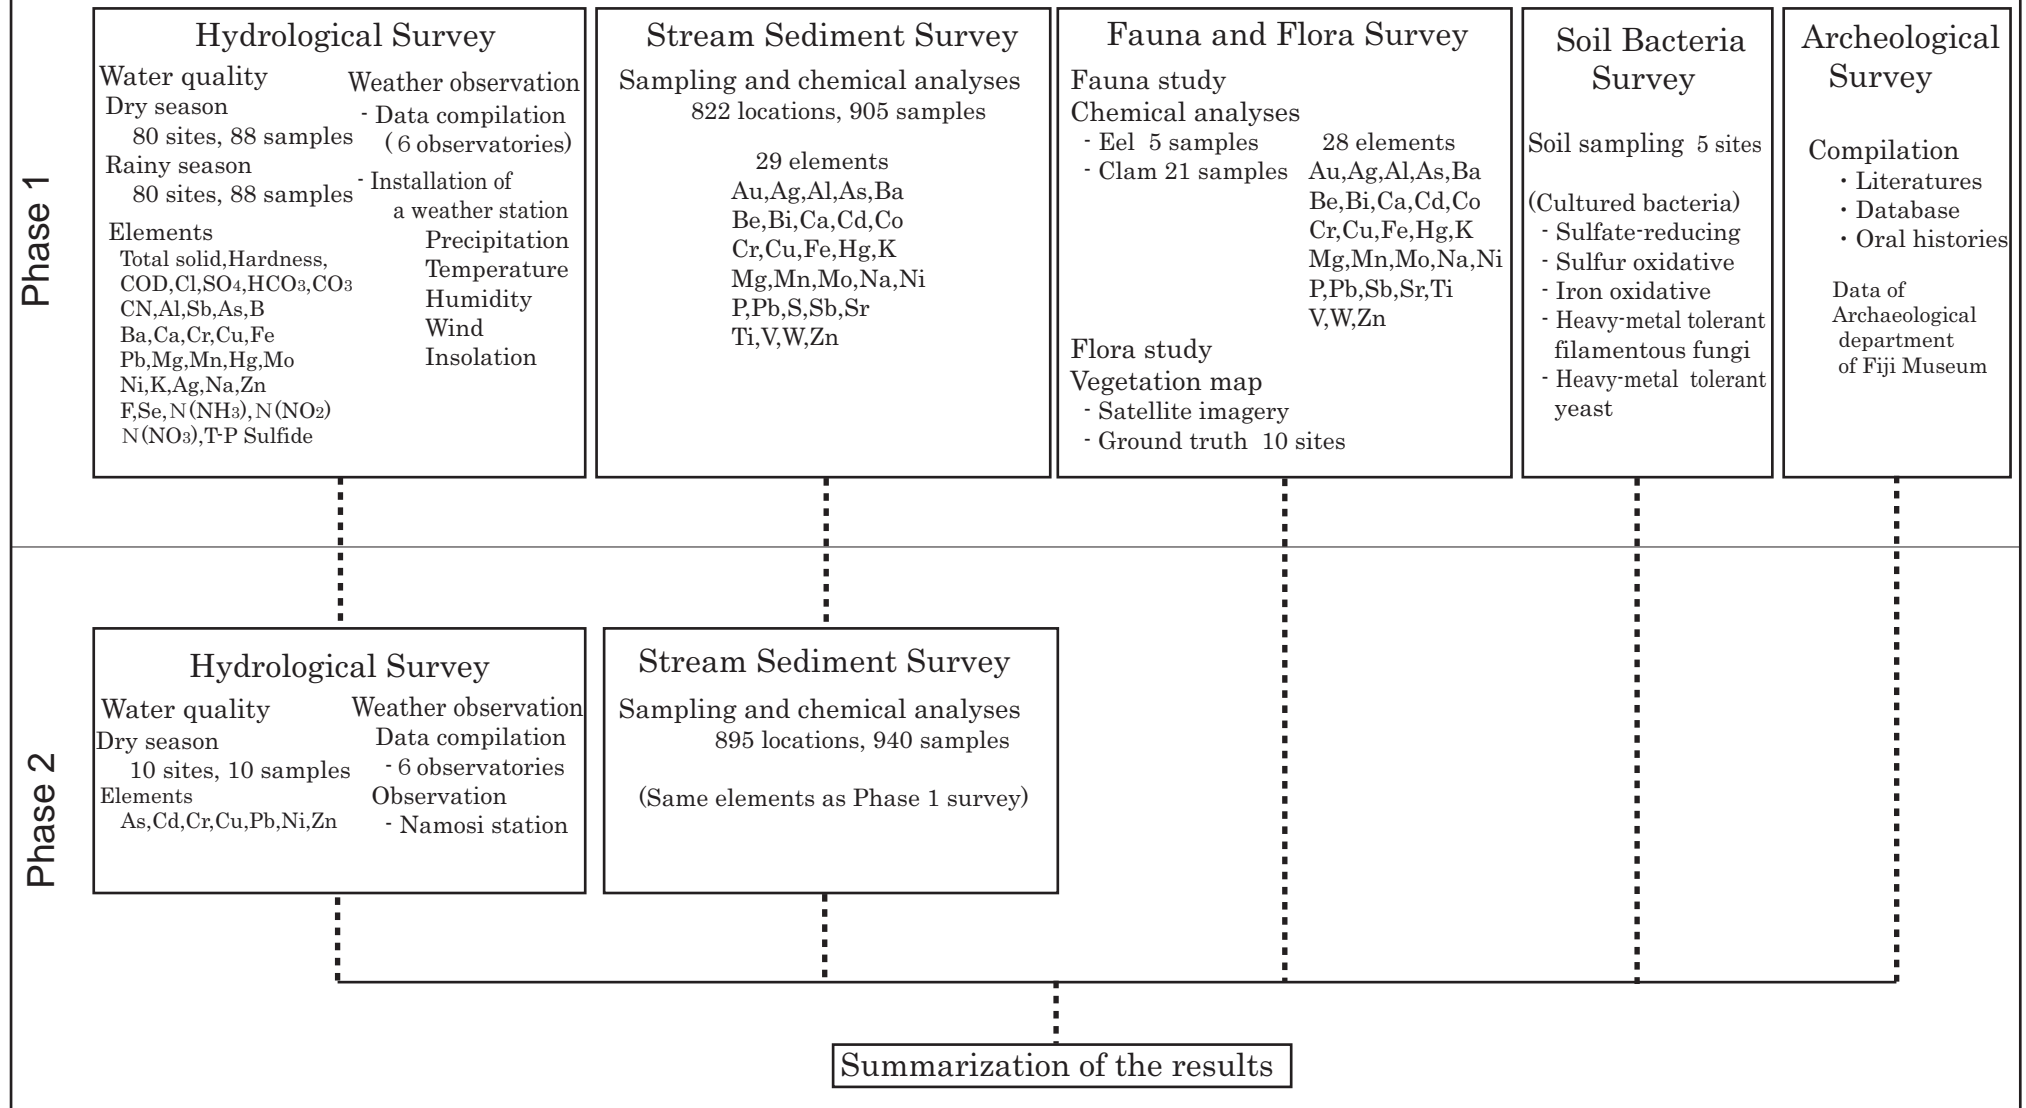 Phase 1
Hydrological Survey
Water quality
Dry season
80 sites, 88 samples
Rainy season
80 sites, 88 samples
Elements
Total solid,Hardness,
COD,Cl,SO4,HCO3,CO3
CN,Al,Sb,As,B
Ba,Ca,Cr,Cu,Fe
Pb,Mg,Mn,Hg,Mo
Ni,K,Ag,Na,Zn
F,Se,N(NH3),N(NO2)
N(NO3),T-P Sulfide
Weather observation
- Data compilation
(6 observatories)
- Installation of
a weather station
Precipitation
Temperature
Humidity
Wind
Insolation
Stream Sediment Survey
Sampling and chemical analyses
822 locations, 905 samples
29 elements
Au,Ag,Al,As,Ba
Be,Bi,Ca,Cd,Co
Cr,Cu,Fe,Hg,K
Mg,Mn,Mo,Na,Ni
P,Pb,S,Sb,Sr
Ti,V,W,Zn
Fauna and Flora Survey
Fauna study
Chemical analyses
- Eel 5 samples
- Clam 21 samples
28 elements
Au,Ag,Al,As,Ba
Be,Bi,Ca,Cd,Co
Cr,Cu,Fe,Hg,K
Mg,Mn,Mo,Na,Ni
P,Pb,Sb,Sr,Ti
V,W,Zn
Flora study
Vegetation map
- Satellite imagery
- Ground truth 10 sites
Soil Bacteria
Survey
Soil sampling 5 sites
(Cultured bacteria)
- Sulfate-reducing
- Sulfur oxidative
- Iron oxidative
- Heavy-metal tolerant
filamentous fungi
- Heavy-metal tolerant
yeast
Archeological
Survey
Compilation
・Literatures
・Database
・Oral histories
Data of
Archaeological
department
of Fiji Museum
Phase 2
Hydrological Survey
Water quality
Dry season
10 sites, 10 samples
Elements
As,Cd,Cr,Cu,Pb,Ni,Zn
Weather observation
Data compilation
- 6 observatories
Observation
- Namosi station
Stream Sediment Survey
Sampling and chemical analyses
895 locations, 940 samples
(Same elements as Phase 1 survey)
Summarization of the results